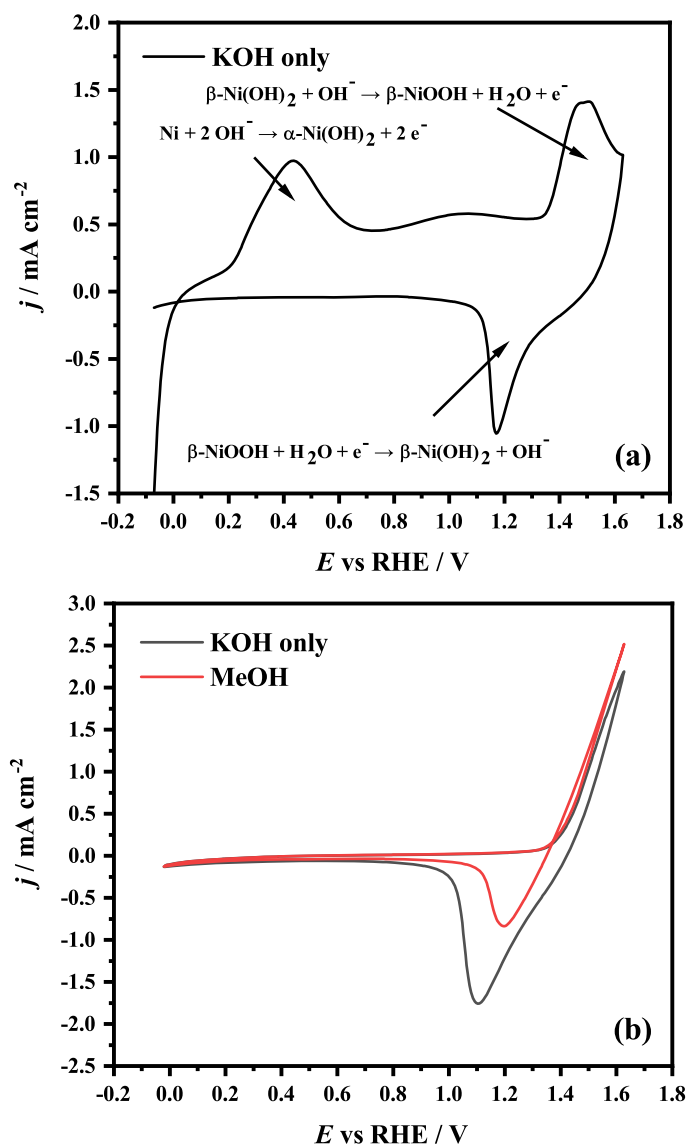 2.0
KOH only
β-Ni(OH)₂ + OH⁻ → β-NiOOH + H₂O + e⁻
1.5
Ni + 2 OH⁻ → α-Ni(OH)₂ + 2 e⁻
1.0
0.5
j / mA cm⁻²
0.0
-0.5
-1.0
β-NiOOH + H₂O + e⁻ → β-Ni(OH)₂ + OH⁻
(a)
-1.5
-0.2 0.0 0.2 0.4 0.6 0.8 1.0 1.2 1.4 1.6 1.8
E vs RHE / V
3.0
KOH only
2.5
MeOH
2.0
1.5
1.0
0.5
j / mA cm⁻²
0.0
-0.5
-1.0
-1.5
-2.0
(b)
-2.5
-0.2 0.0 0.2 0.4 0.6 0.8 1.0 1.2 1.4 1.6 1.8
E vs RHE / V